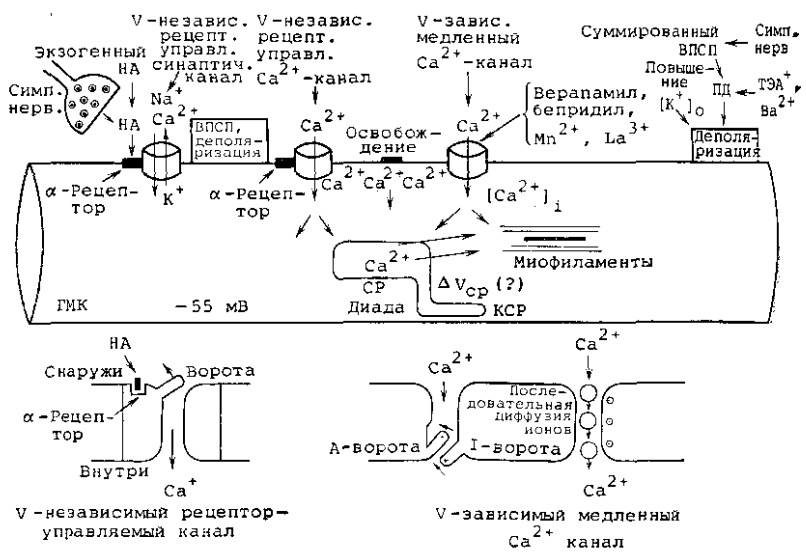 V-независ.
рецепт.
управл.
синаптич.
канал
V-независ.
рецепт.
управл.
Ca²⁺-канал
V-завис.
медленный
Ca²⁺-канал
Суммированный
ВПСП
Симп.
нерв
Экзогенный
НА
Симп.
нерв.
НА
Na⁺
Ca²⁺
K⁺
ВПСП,
деполя-
ризация
Ca²⁺
Освобож-
дение
Ca²⁺
Верапамил,
бепридил,
Mn²⁺, La³⁺
Повыше-
ние
[K⁺]o
ПД
ТЭА⁺,
Ba²⁺
Деполя-
ризация
α-Рецеп-
тор
α-Рецеп-
тор
Ca²⁺ Ca²⁺ Ca²⁺
[Ca²⁺]i
Ca²⁺
СР
Миофиламенты
ΔVср (?)
ГМК
-55 мВ
Диада
КСР
НА
Снаружи
Ворота
α-Рецеп-
тор
Внутри
Ca⁺
V-независимый рецептор-
управляемый канал
Ca²⁺
Ca²⁺
После-
довательная
диффузия
ионов
А-ворота
I-ворота
Ca²⁺
V-зависимый медленный
Ca²⁺ канал